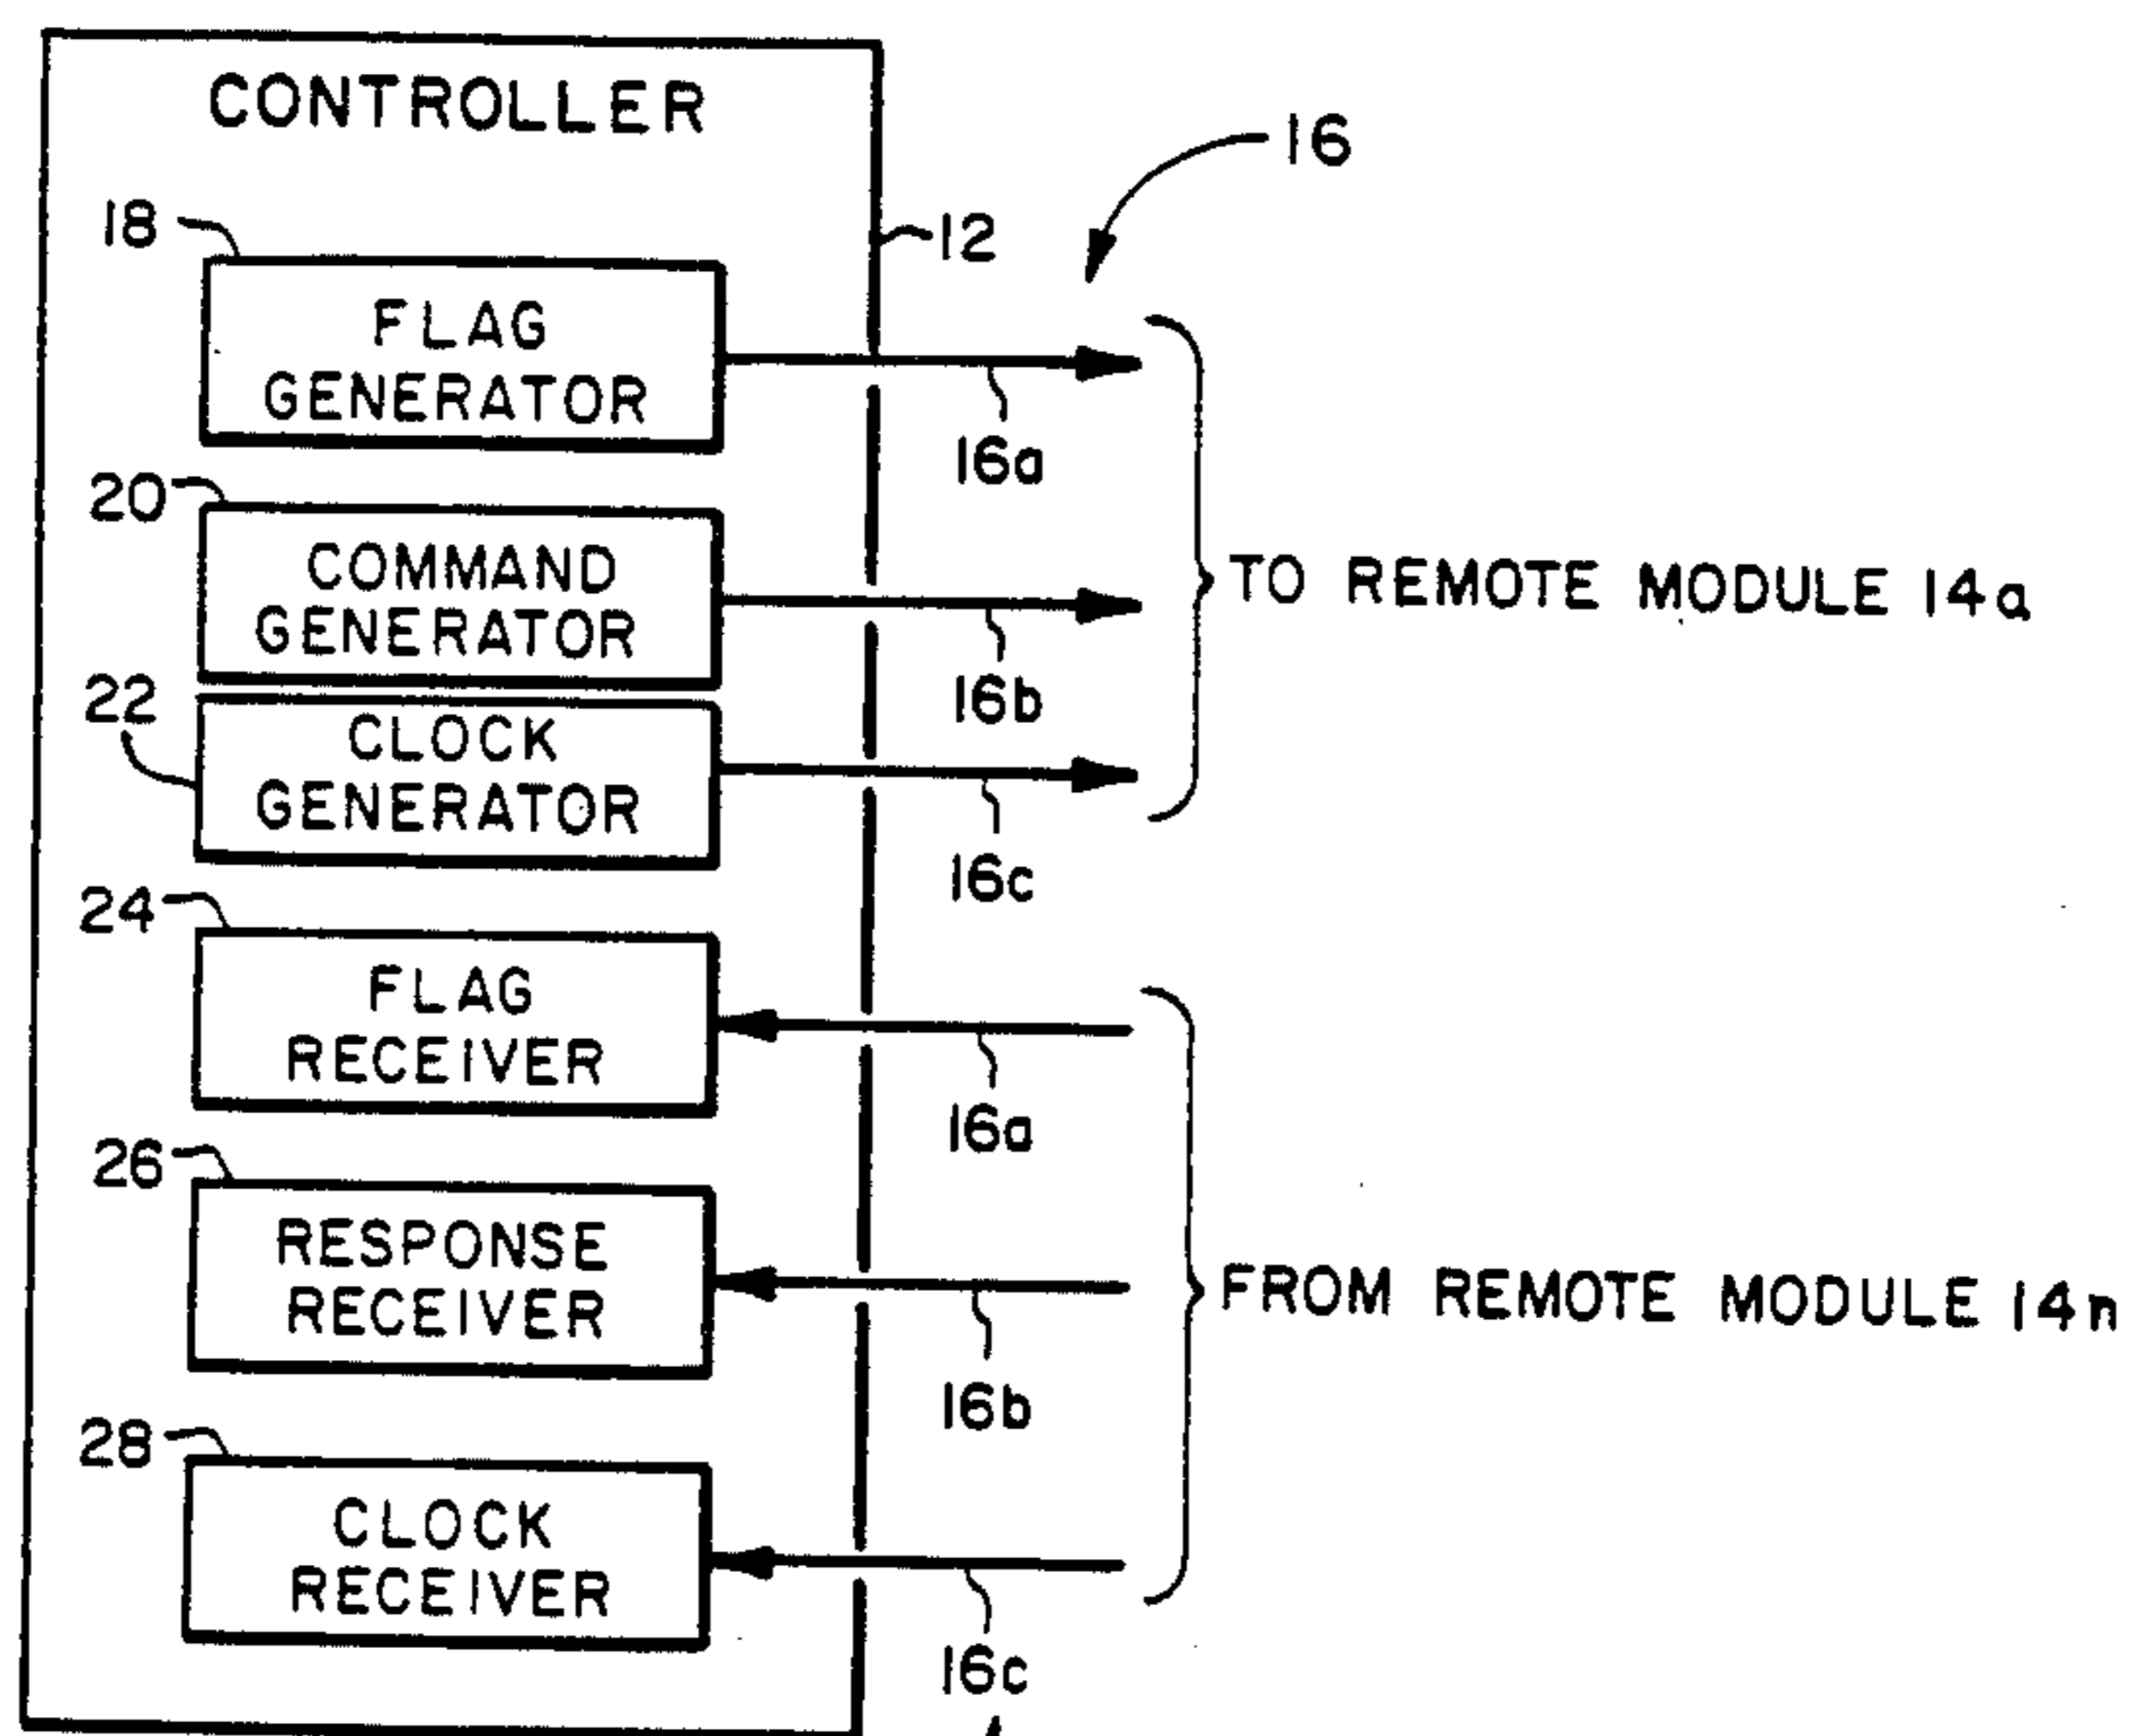 CONTROLLER
16
18
12
FLAG
GENERATOR
16a
20
COMMAND
GENERATOR
TO REMOTE MODULE 14a
16b
22
CLOCK
GENERATOR
16c
24
FLAG
RECEIVER
16a
26
RESPONSE
RECEIVER
FROM REMOTE MODULE 14n
16b
28
CLOCK
RECEIVER
16c